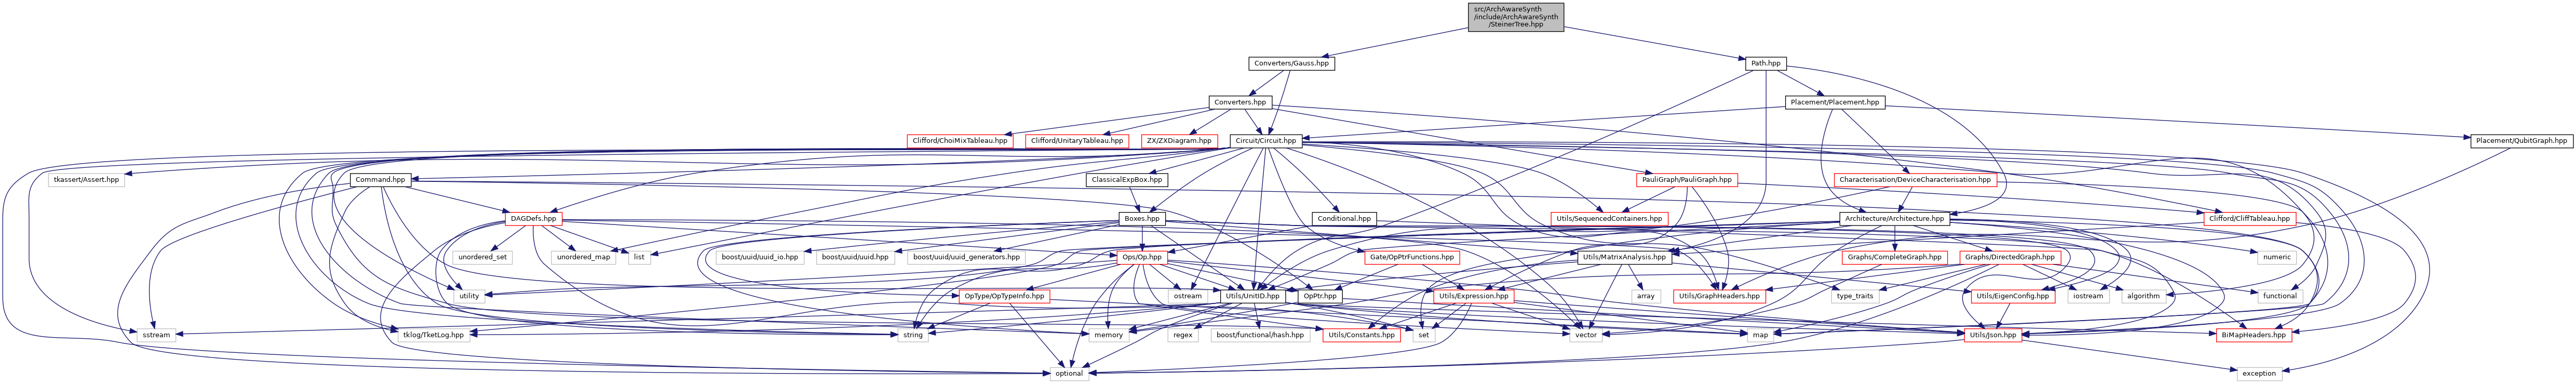 src/ArchAwareSynth
/include/ArchAwareSynth
/SteinerTree.hpp
Converters/Gauss.hpp
Path.hpp
Converters.hpp
Placement/Placement.hpp
Clifford/ChoiMixTableau.hpp
Clifford/UnitaryTableau.hpp
ZX/ZXDiagram.hpp
Circuit/Circuit.hpp
Placement/QubitGraph.hpp
tkassert/Assert.hpp
Command.hpp
ClassicalExpBox.hpp
PauliGraph/PauliGraph.hpp
Characterisation/DeviceCharacterisation.hpp
DAGDefs.hpp
Boxes.hpp
Conditional.hpp
Utils/SequencedContainers.hpp
Architecture/Architecture.hpp
Clifford/CliffTableau.hpp
unordered_set
unordered_map
list
Ops/Op.hpp
boost/uuid/uuid_io.hpp
boost/uuid/uuid.hpp
boost/uuid/uuid_generators.hpp
Gate/OpPtrFunctions.hpp
Utils/MatrixAnalysis.hpp
Graphs/CompleteGraph.hpp
Graphs/DirectedGraph.hpp
numeric
utility
OpType/OpTypeInfo.hpp
ostream
Utils/UnitID.hpp
OpPtr.hpp
Utils/Expression.hpp
array
Utils/GraphHeaders.hpp
type_traits
Utils/EigenConfig.hpp
iostream
algorithm
functional
sstream
tklog/TketLog.hpp
string
memory
regex
boost/functional/hash.hpp
Utils/Constants.hpp
set
vector
map
Utils/Json.hpp
BiMapHeaders.hpp
optional
exception